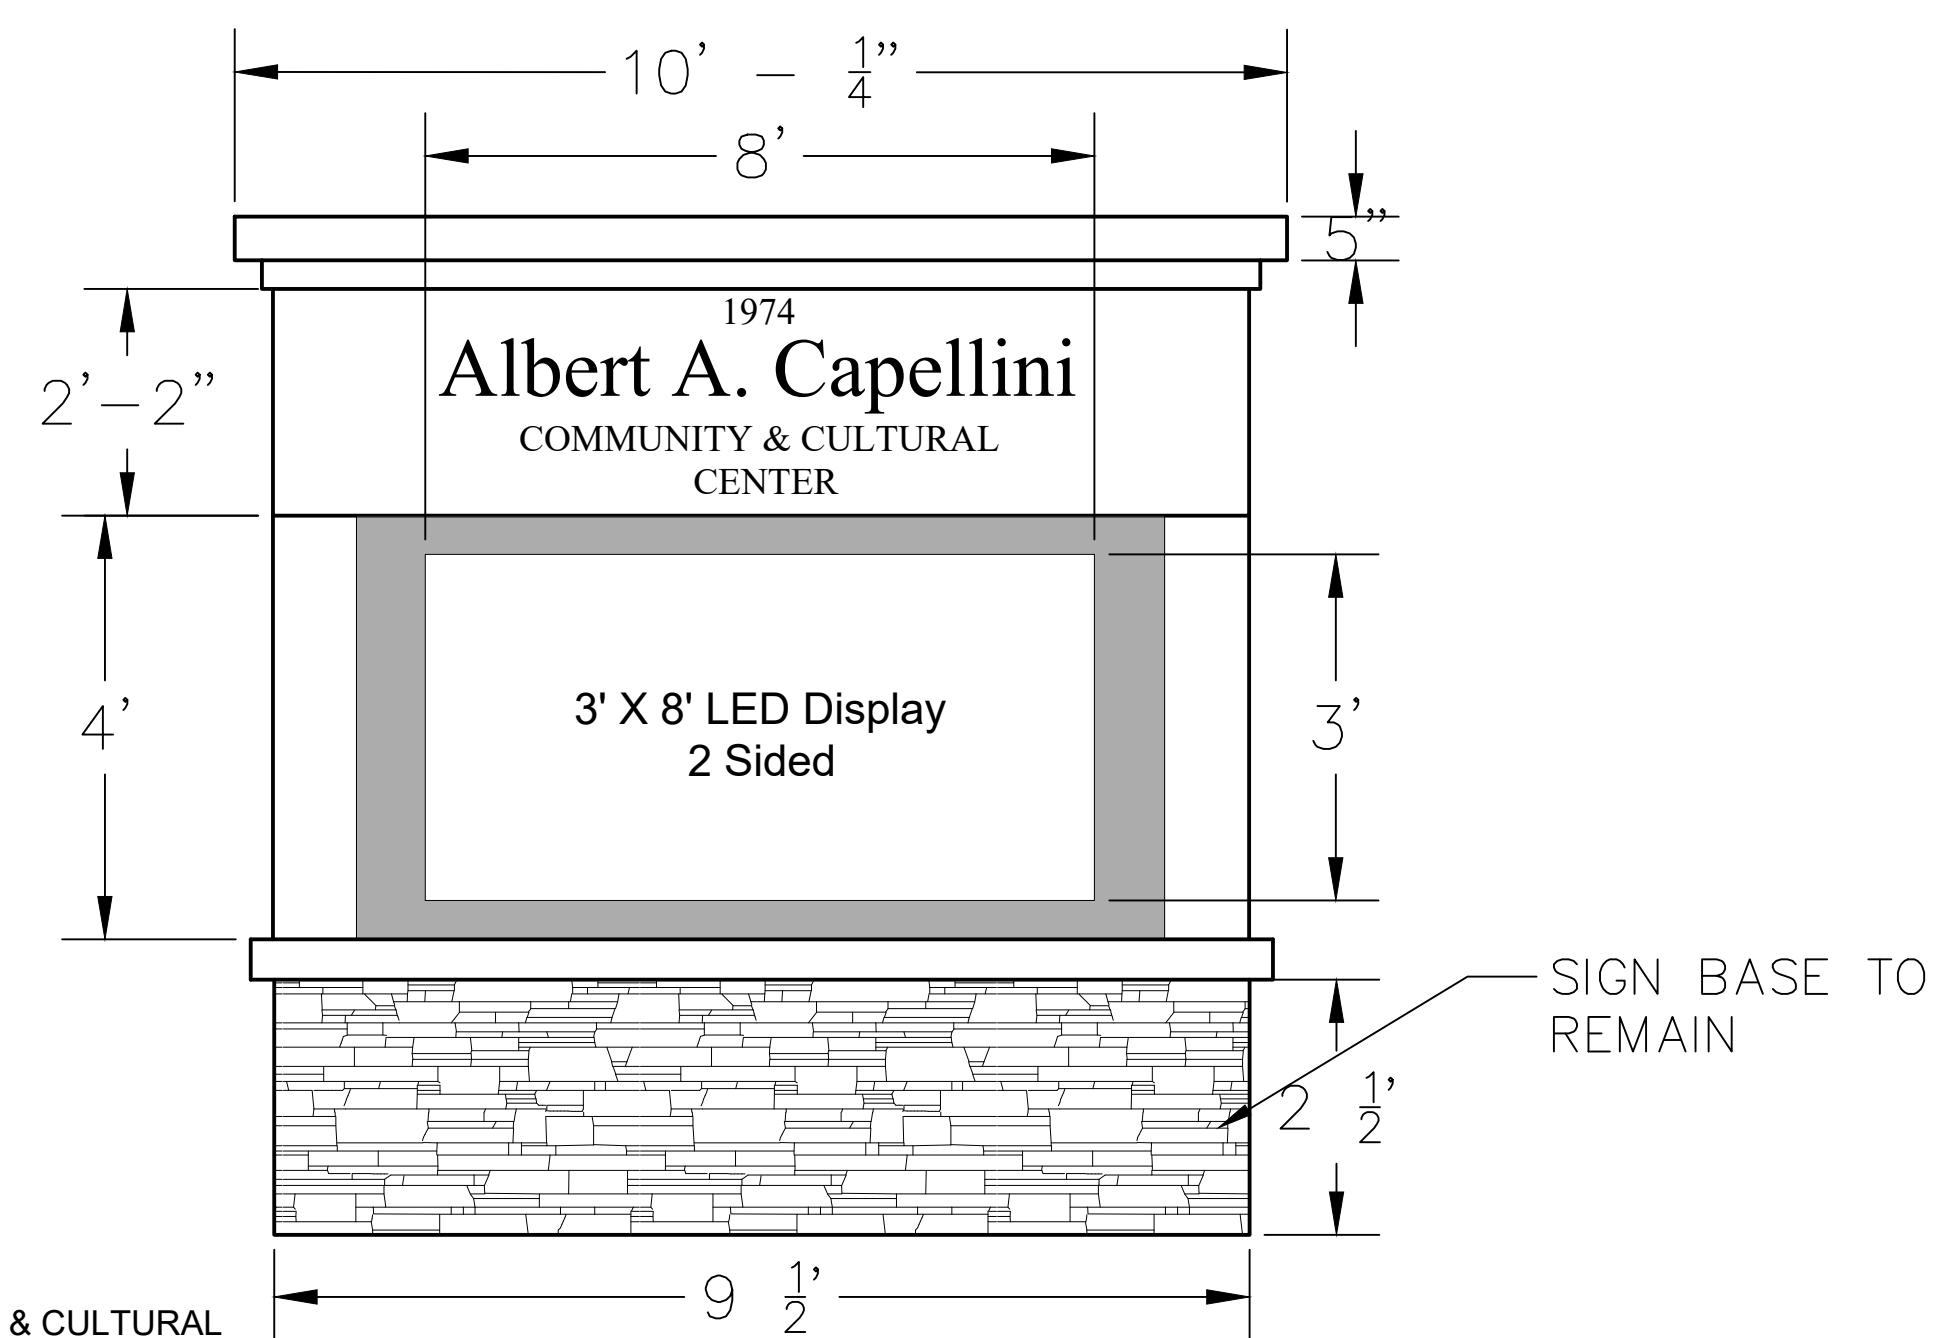 10' - 1/4"
8'
5"
1974
Albert A. Capellini
2'-2"
COMMUNITY & CULTURAL
CENTER
3' X 8' LED Display
2 Sided
4'
3'
SIGN BASE TO
REMAIN
2 1/2'
9 1/2'
& CULTURAL